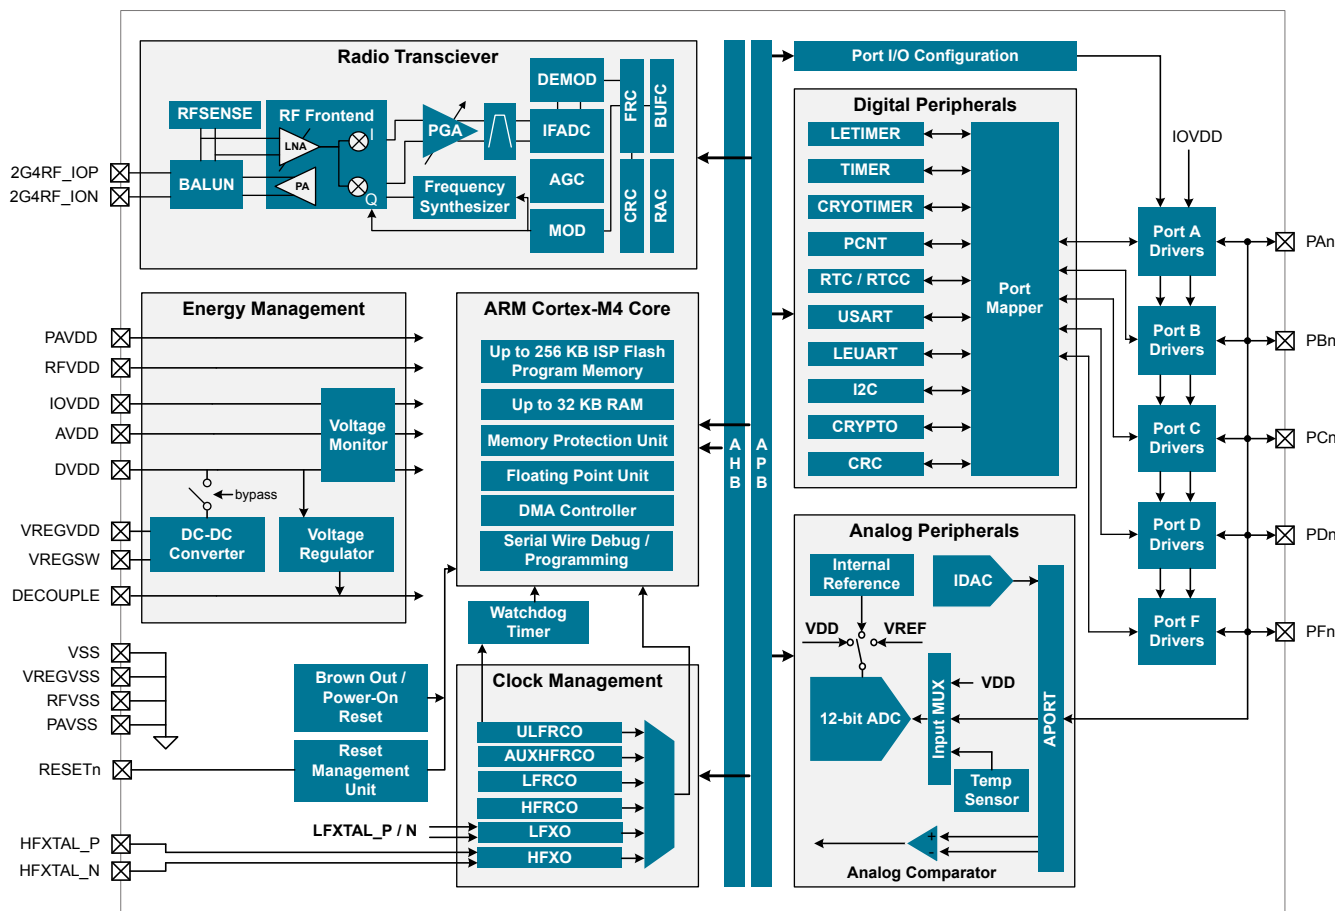 Radio Transciever
RFSENSE
RF Frontend
LNA
I
PA
Q
BALUN
PGA
DEMOD
IFADC
AGC
MOD
Frequency
Synthesizer
FRC
BUFC
CRC
RAC
2G4RF_IOP
2G4RF_ION
Energy Management
PAVDD
RFVDD
IOVDD
AVDD
DVDD
VREGVDD
VREGSW
DECOUPLE
Voltage
Monitor
bypass
DC-DC
Converter
Voltage
Regulator
VSS
VREGVSS
RFVSS
PAVSS
RESETn
HFXTAL_P
HFXTAL_N
ARM Cortex-M4 Core
Up to 256 KB ISP Flash
Program Memory
Up to 32 KB RAM
Memory Protection Unit
Floating Point Unit
DMA Controller
Serial Wire Debug /
Programming
Watchdog
Timer
Brown Out /
Power-On
Reset
Reset
Management
Unit
Clock Management
ULFRCO
AUXHFRCO
LFRCO
HFRCO
LFXO
HFXO
LFXTAL_P / N
AHB
APB
Port I/O Configuration
Digital Peripherals
LETIMER
TIMER
CRYOTIMER
PCNT
RTC / RTCC
USART
LEUART
I2C
CRYPTO
CRC
Port
Mapper
Analog Peripherals
Internal
Reference
IDAC
VDD
VREF
12-bit ADC
Input MUX
VDD
Temp
Sensor
APORT
+
-
Analog Comparator
IOVDD
Port A
Drivers
Port B
Drivers
Port C
Drivers
Port D
Drivers
Port F
Drivers
PAn
PBn
PCn
PDn
PFn